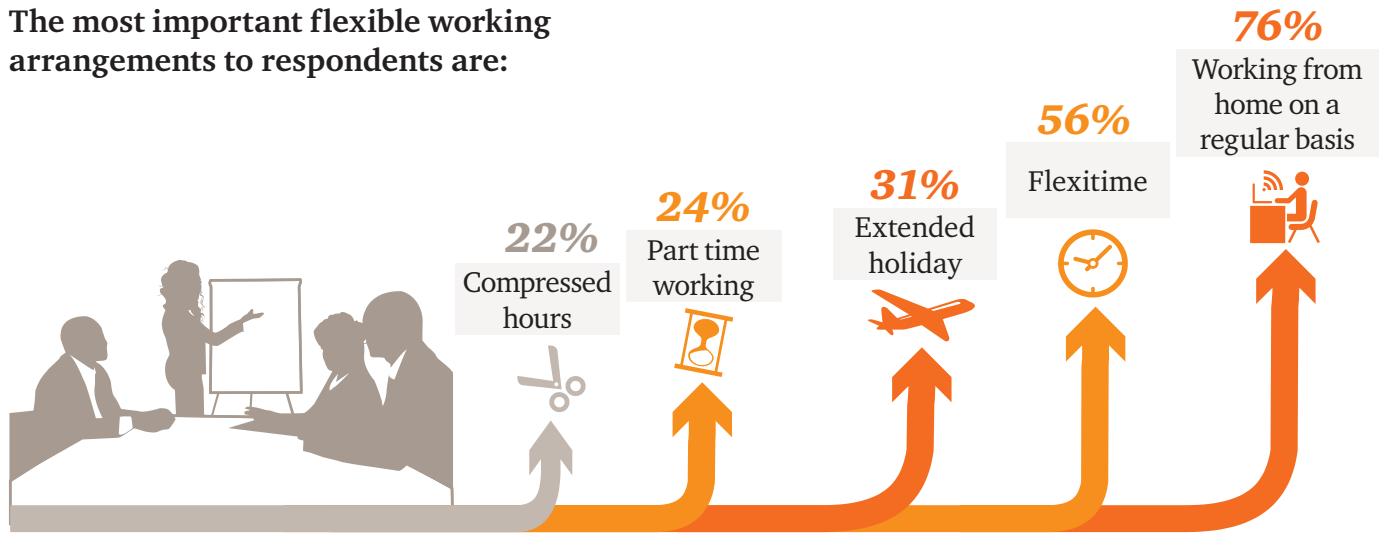 The most important flexible working
arrangements to respondents are:
22%
Compressed
hours
24%
Part time
working
31%
Extended
holiday
56%
Flexitime
76%
Working from
home on a
regular basis